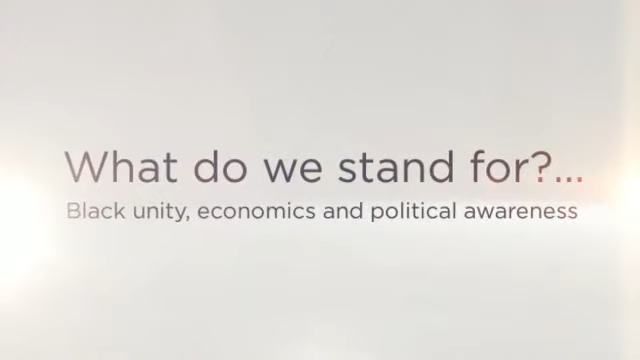 What do we stand for?...
Black unity, economics and political awareness